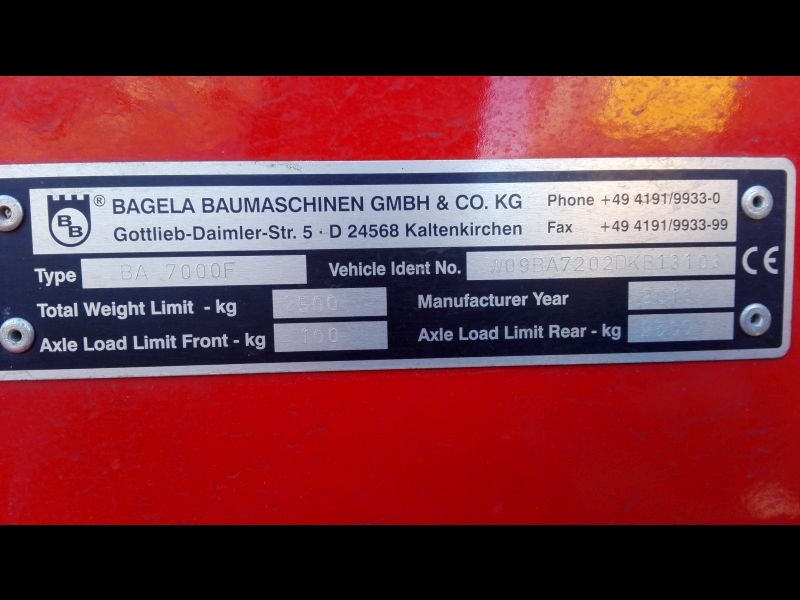 BB® BAGELA BAUMASCHINEN GMBH & CO. KG Phone +49 4191/9933-0
Gottlieb-Daimler-Str. 5 · D 24568 Kaltenkirchen Fax +49 4191/9933-99
Type BA 7000F Vehicle Ident No. W09BA7202DKB13103 CE
Total Weight Limit - kg 2500 Manufacturer Year
Axle Load Limit Front - kg 100 Axle Load Limit Rear - kg